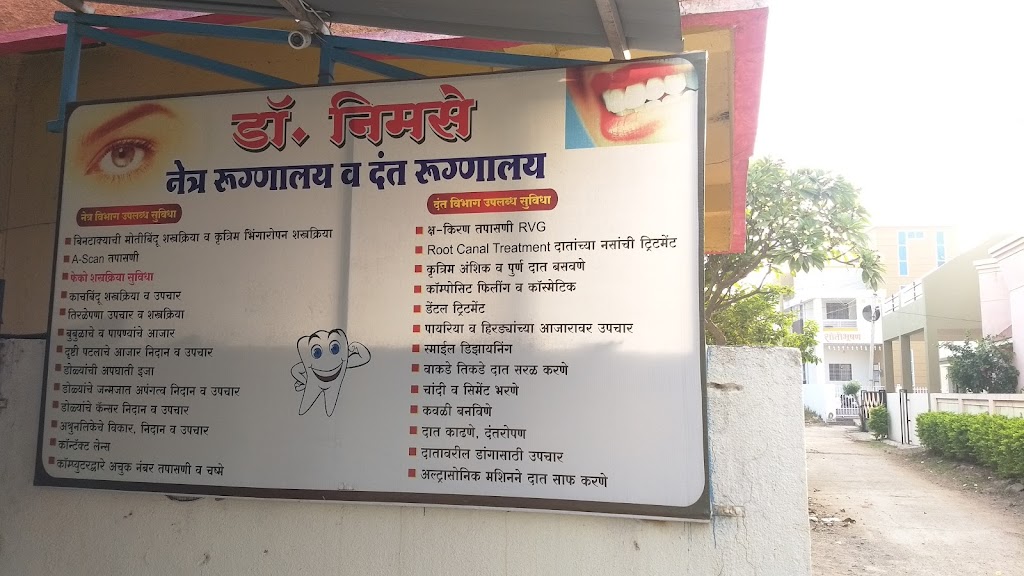 डॉ. निमसे
नेत्र रूग्णालय व दंत रूग्णालय
नेत्र विभाग उपलब्ध सुविधा
बिनटाक्याची मोतीबिंदू शस्त्रक्रिया व कृत्रिम भिंगारोपन शस्त्रक्रिया
A-Scan तपासणी
फेको शस्त्रक्रिया सुविधा
काचबिंदू शस्त्रक्रिया व उपचार
तिरळेपणा उपचार व शस्त्रक्रिया
बुबुळाचे व पापण्यांचे आजार
दृष्टी पटलाचे आजार निदान व उपचार
डोळ्यांची अपघाती इजा
डोळ्यांचे जन्मजात अपंगत्व निदान व उपचार
डोळ्यांचे कॅन्सर निदान व उपचार
अश्रुनलिकेचे विकार, निदान व उपचार
कॉन्टॅक्ट लेन्स
कॉम्प्युटरद्वारे अचुक नंबर तपासणी व चष्मे
दंत विभाग उपलब्ध सुविधा
क्ष-किरण तपासणी RVG
Root Canal Treatment दातांच्या नसांची ट्रिटमेंट
कृत्रिम अंशिक व पुर्ण दात बसवणे
कॉम्पोसिट फिलींग व कॉस्मेटिक
डेंटल ट्रिटमेंट
पायरिया व हिरड्यांच्या आजारावर उपचार
स्माईल डिझायनिंग
वाकडे तिकडे दात सरळ करणे
चांदी व सिमेंट भरणे
कवळी बनविणे
दात काढणे, दंतरोपण
दातावरील डांगासाठी उपचार
अल्ट्रासोनिक मशिनने दात साफ करणे